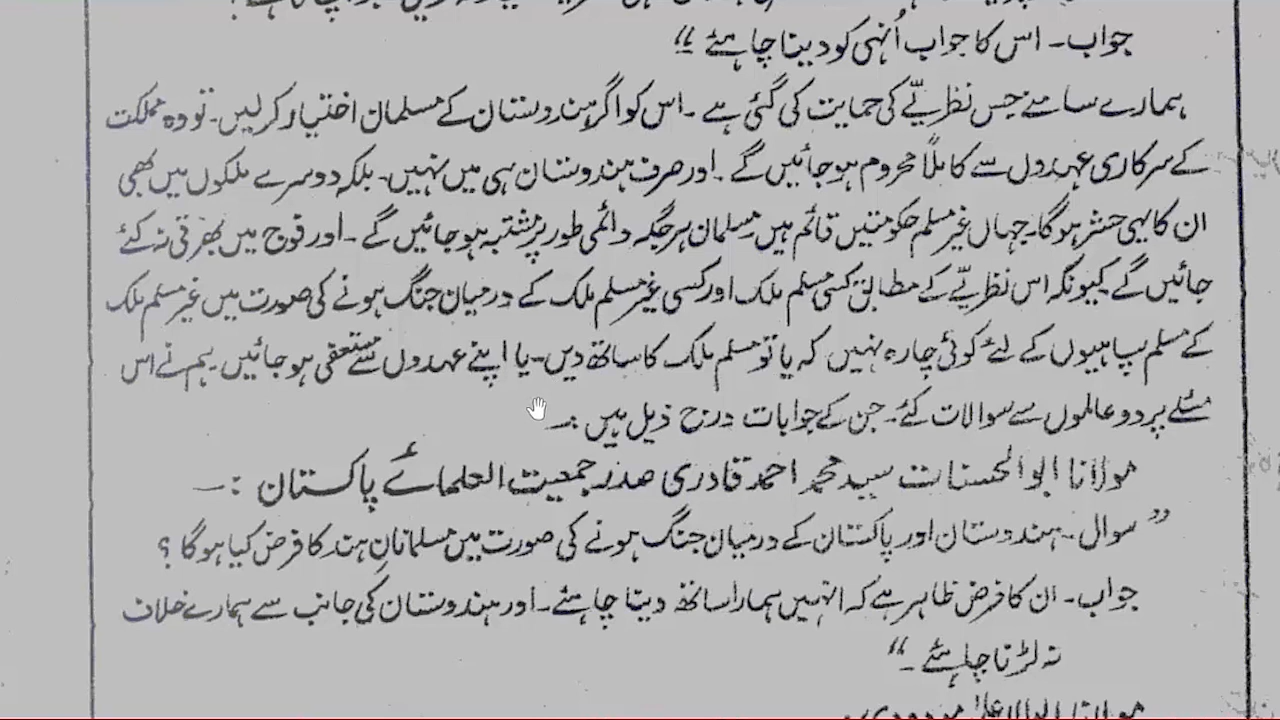 جواب۔ اس کا جواب اُنہی کو دینا چاہئے "
ہمارے سامنے جس نظریّے کی حمایت کی گئی ہے ۔ اس کو اگر ہندوستان کے مسلمان اختیار کر لیں۔ تو وہ مملکت
کے سرکاری عہدوں سے کاملاً محروم ہو جائیں گے ۔ اور صرف ہندوستان ہی میں نہیں۔ بلکہ دوسرے ملکوں میں بھی
ان کا یہی حشر ہوگا۔ جہاں غیر مسلم حکومتیں قائم ہیں۔ مسلمان ہر جگہ دائمی طور پر مشتبہ ہو جائیں گے ۔ اور فوج میں بھرتی نہ کئے
جائیں گے کیونکہ اس نظریّے کے مطابق کسی مسلم ملک اور کسی غیر مسلم ملک کے درمیان جنگ ہونے کی صورت میں غیر مسلم ملک
کے مسلم سپاہیوں کے لئے کوئی چارہ نہیں کہ یا تو مسلم ملک کا ساتھ دیں۔ یا اپنے عہدوں سے مستعفی ہو جائیں ۔ ہم نے اس
مسئلے پر دو عالموں سے سوالات کئے۔ جن کے جوابات درج ذیل ہیں :۔
مولانا ابوالحسنات سید محمد احمد قادری صدر جمعیت العلمائے پاکستان :۔
" سوال ۔ ہندوستان اور پاکستان کے درمیان جنگ ہونے کی صورت میں مسلمانانِ ہند کا فرض کیا ہوگا ؟
جواب۔ ان کا فرض ظاہر ہے کہ انہیں ہمارا ساتھ دینا چاہئے۔ اور ہندوستان کی جانب سے ہمارے خلاف
نہ لڑنا چاہئے ۔"